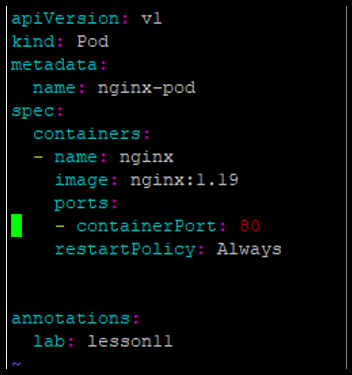 apiVersion: v1
kind: Pod
metadata:
  name: nginx-pod
spec:
  containers:
  - name: nginx
    image: nginx:1.19
    ports:
    - containerPort: 80
    restartPolicy: Always
annotations:
  lab: lesson11
~